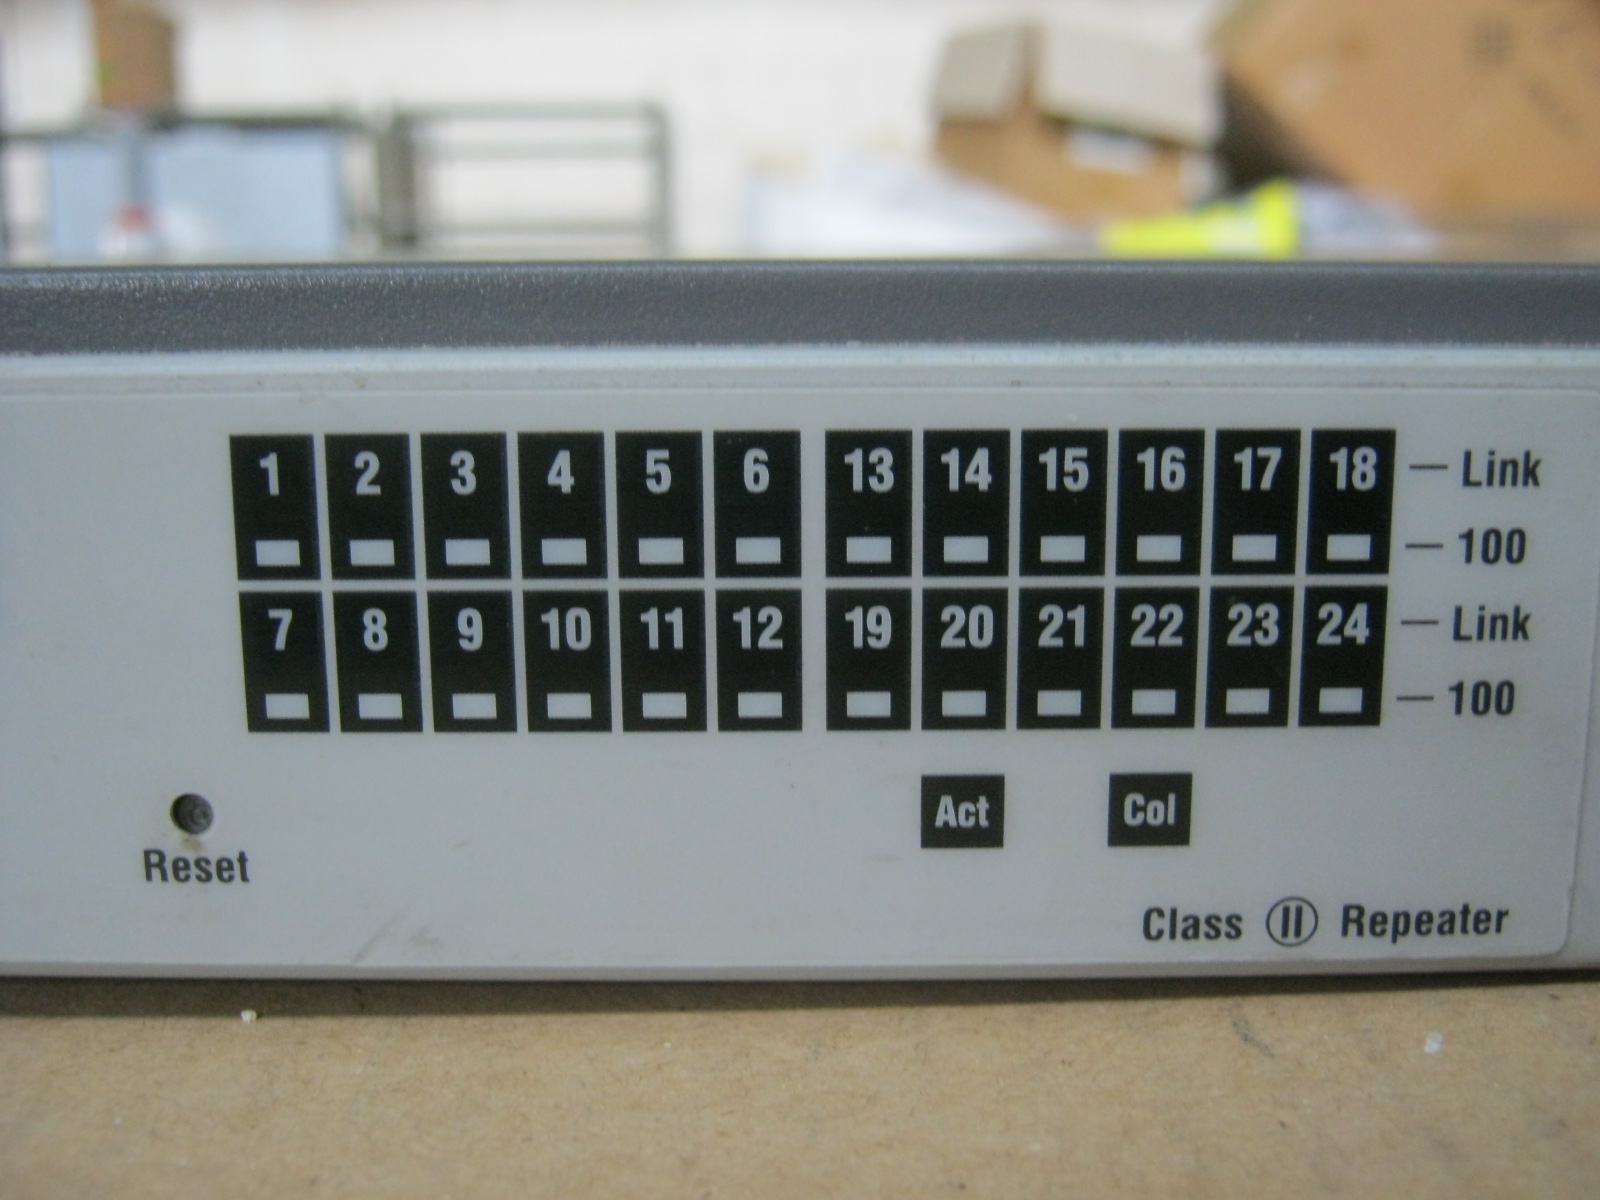 1 2 3 4 5 6 13 14 15 16 17 18 — Link
— 100
7 8 9 10 11 12 19 20 21 22 23 24 — Link
— 100
Act Col
Reset
Class II Repeater